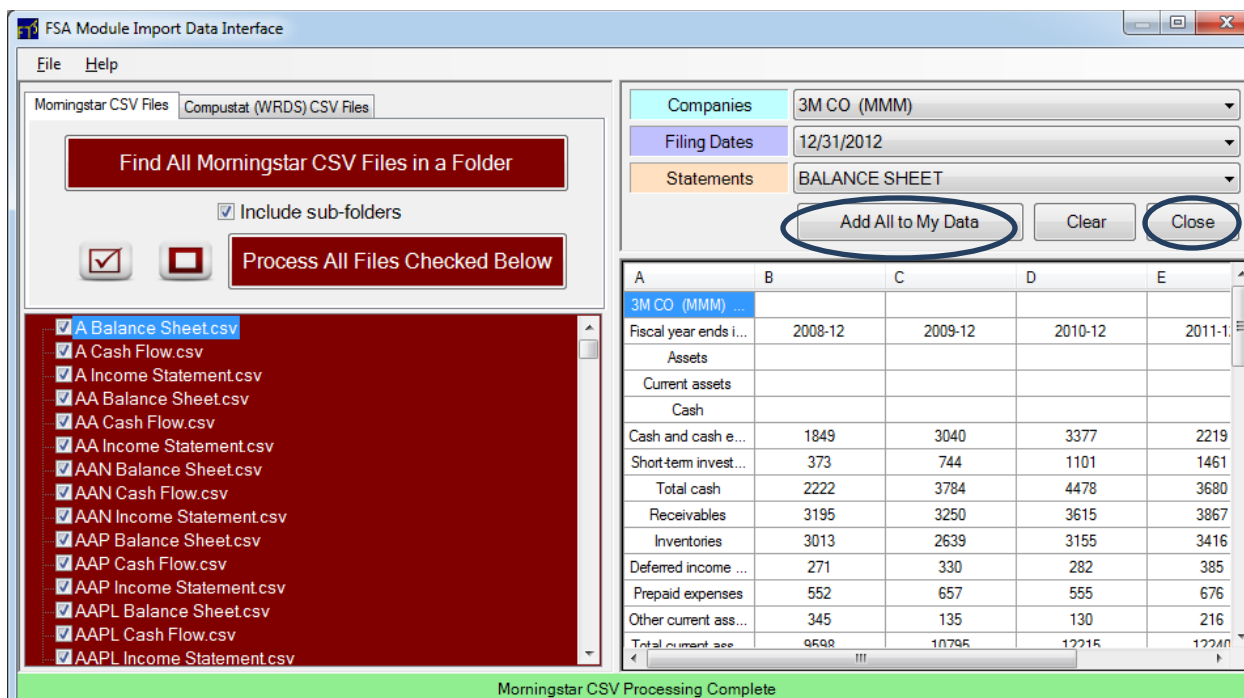 FSA Module Import Data Interface
File Help
Morningstar CSV Files Compustat (WRDS) CSV Files
Find All Morningstar CSV Files in a Folder
Include sub-folders
Process All Files Checked Below
A Balance Sheet.csv
A Cash Flow.csv
A Income Statement.csv
AA Balance Sheet.csv
AA Cash Flow.csv
AA Income Statement.csv
AAN Balance Sheet.csv
AAN Cash Flow.csv
AAN Income Statement.csv
AAP Balance Sheet.csv
AAP Cash Flow.csv
AAP Income Statement.csv
AAPL Balance Sheet.csv
AAPL Cash Flow.csv
AAPL Income Statement.csv
Companies 3M CO (MMM)
Filing Dates 12/31/2012
Statements BALANCE SHEET
Add All to My Data Clear Close
A B C D E
3M CO (MMM) ...
Fiscal year ends i... 2008-12 2009-12 2010-12 2011-1
Assets
Current assets
Cash
Cash and cash e... 1849 3040 3377 2219
Short-term invest... 373 744 1101 1461
Total cash 2222 3784 4478 3680
Receivables 3195 3250 3615 3867
Inventories 3013 2639 3155 3416
Deferred income ... 271 330 282 385
Prepaid expenses 552 657 555 676
Other current ass... 345 135 130 216
Total current ass... 9598 10795 12215 12240
Morningstar CSV Processing Complete